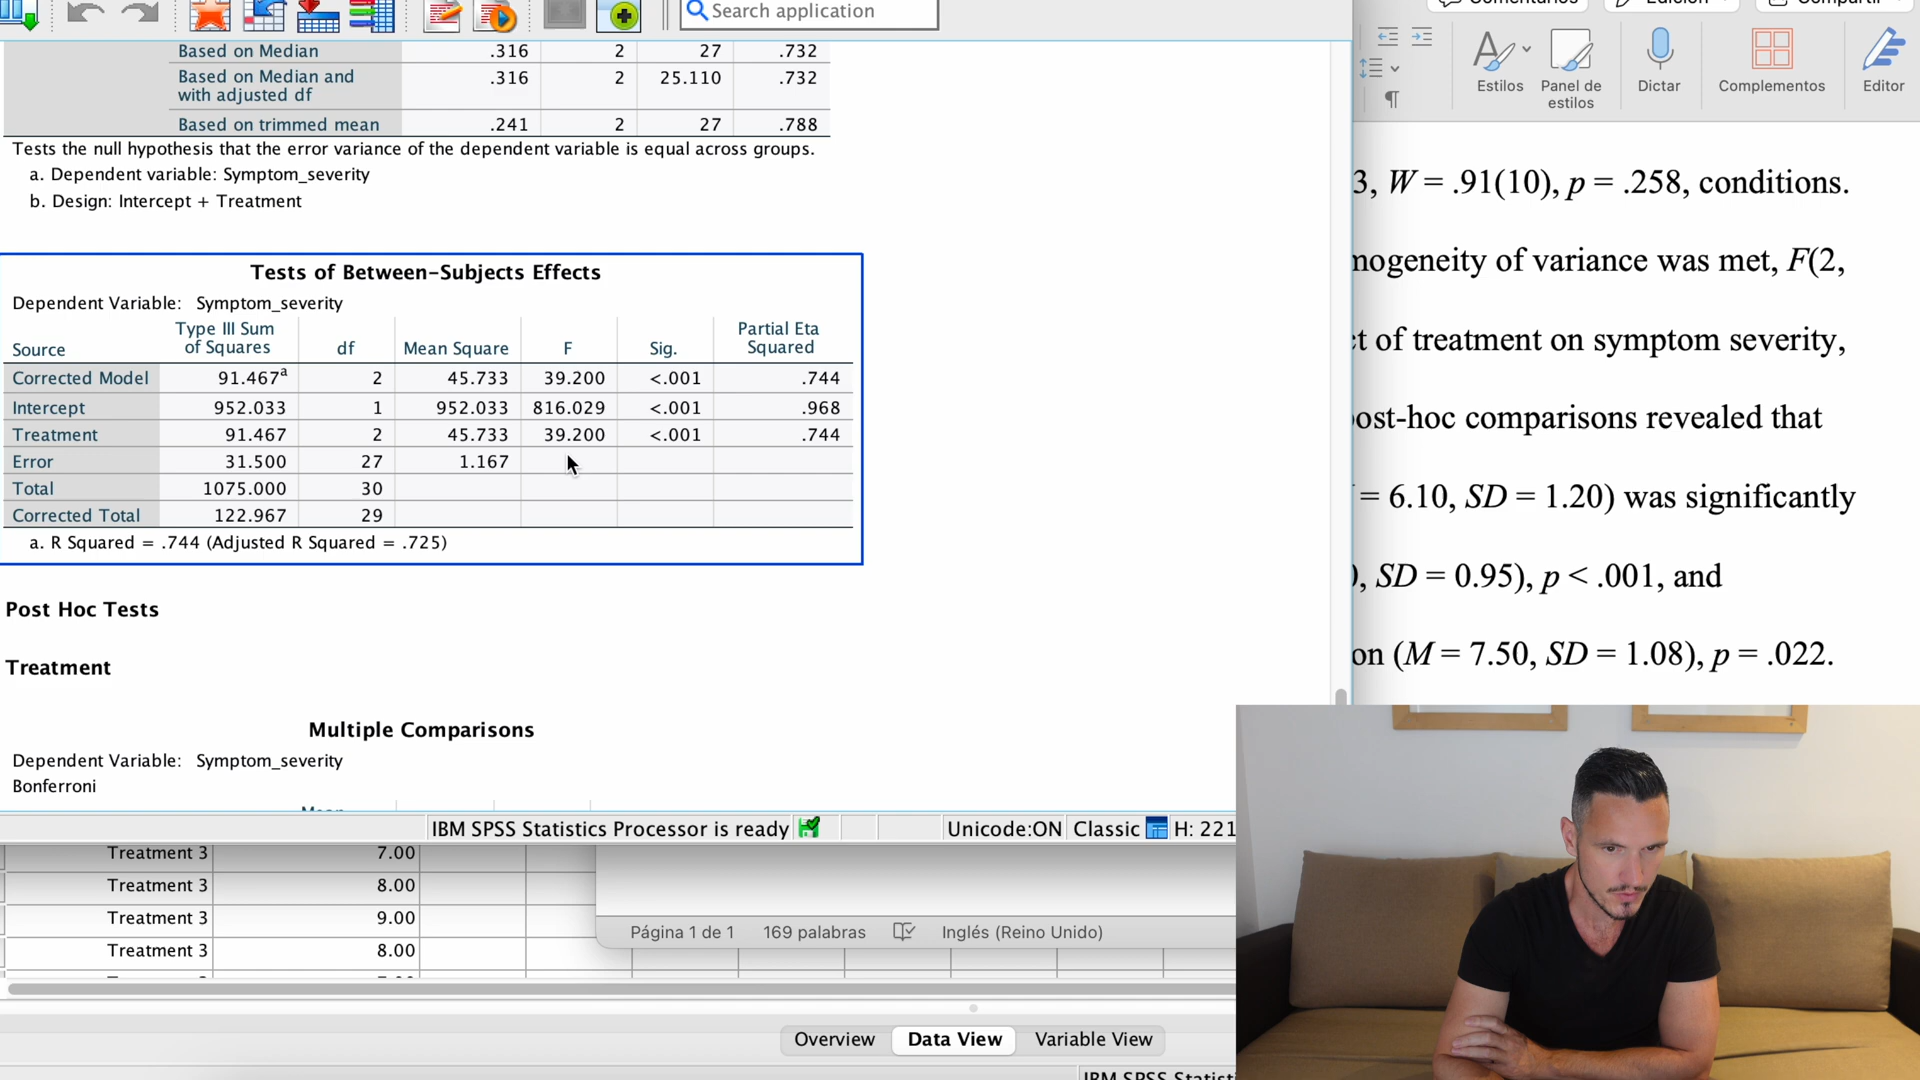 Search application
Based on Median .316 2 27 .732
Based on Median and with adjusted df .316 2 25.110 .732
Based on trimmed mean .241 2 27 .788
Tests the null hypothesis that the error variance of the dependent variable is equal across groups.
a. Dependent variable: Symptom_severity
b. Design: Intercept + Treatment
Tests of Between-Subjects Effects
Dependent Variable: Symptom_severity
Source Type III Sum of Squares df Mean Square F Sig. Partial Eta Squared
Corrected Model 91.467a 2 45.733 39.200 <.001 .744
Intercept 952.033 1 952.033 816.029 <.001 .968
Treatment 91.467 2 45.733 39.200 <.001 .744
Error 31.500 27 1.167
Total 1075.000 30
Corrected Total 122.967 29
a. R Squared = .744 (Adjusted R Squared = .725)
Post Hoc Tests
Treatment
Multiple Comparisons
Dependent Variable: Symptom_severity
Bonferroni
IBM SPSS Statistics Processor is ready Unicode:ON Classic H: 221
Treatment 3 7.00
Treatment 3 8.00
Treatment 3 9.00
Treatment 3 8.00
Página 1 de 1 169 palabras Inglés (Reino Unido)
Overview Data View Variable View
Comentarios Edición Compartir
Estilos Panel de estilos Dictar Complementos Editor
3, W = .91(10), p = .258, conditions.
mogeneity of variance was met, F(2,
ct of treatment on symptom severity,
post-hoc comparisons revealed that
= 6.10, SD = 1.20) was significantly
), SD = 0.95), p < .001, and
on (M = 7.50, SD = 1.08), p = .022.